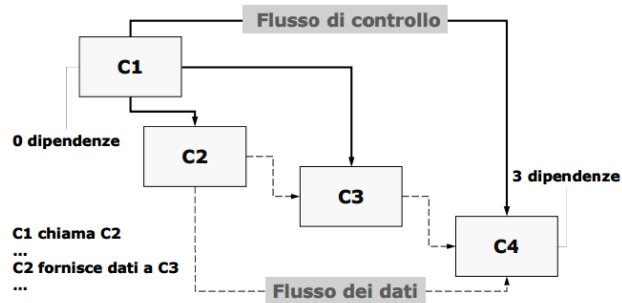 Flusso di controllo
C1
0 dipendenze
C2
3 dipendenze
C3
C1 chiama C2
...
C2 fornisce dati a C3
...
C4
Flusso dei dati